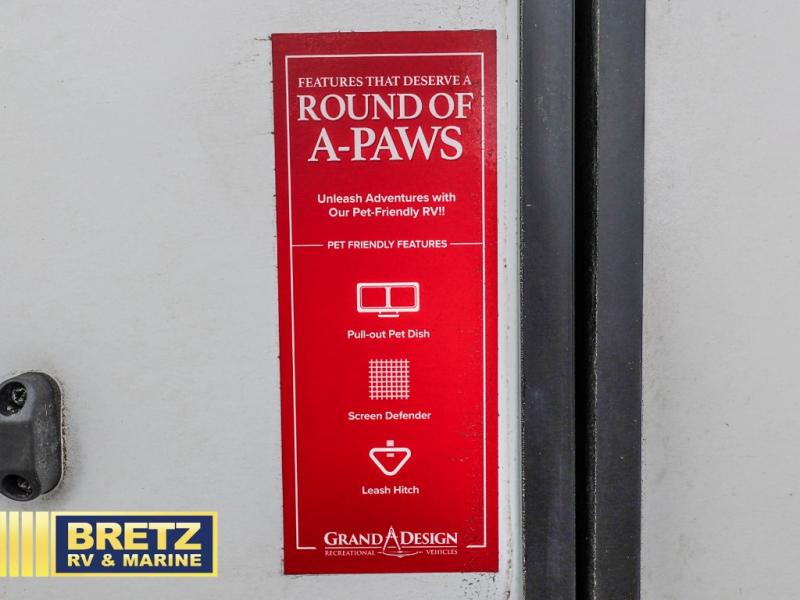 FEATURES THAT DESERVE A
ROUND OF
A-PAWS
Unleash Adventures with
Our Pet-Friendly RV!!
PET FRIENDLY FEATURES
Pull-out Pet Dish
Screen Defender
Leash Hitch
GRAND DESIGN
RECREATIONAL VEHICLES
BRETZ
RV & MARINE